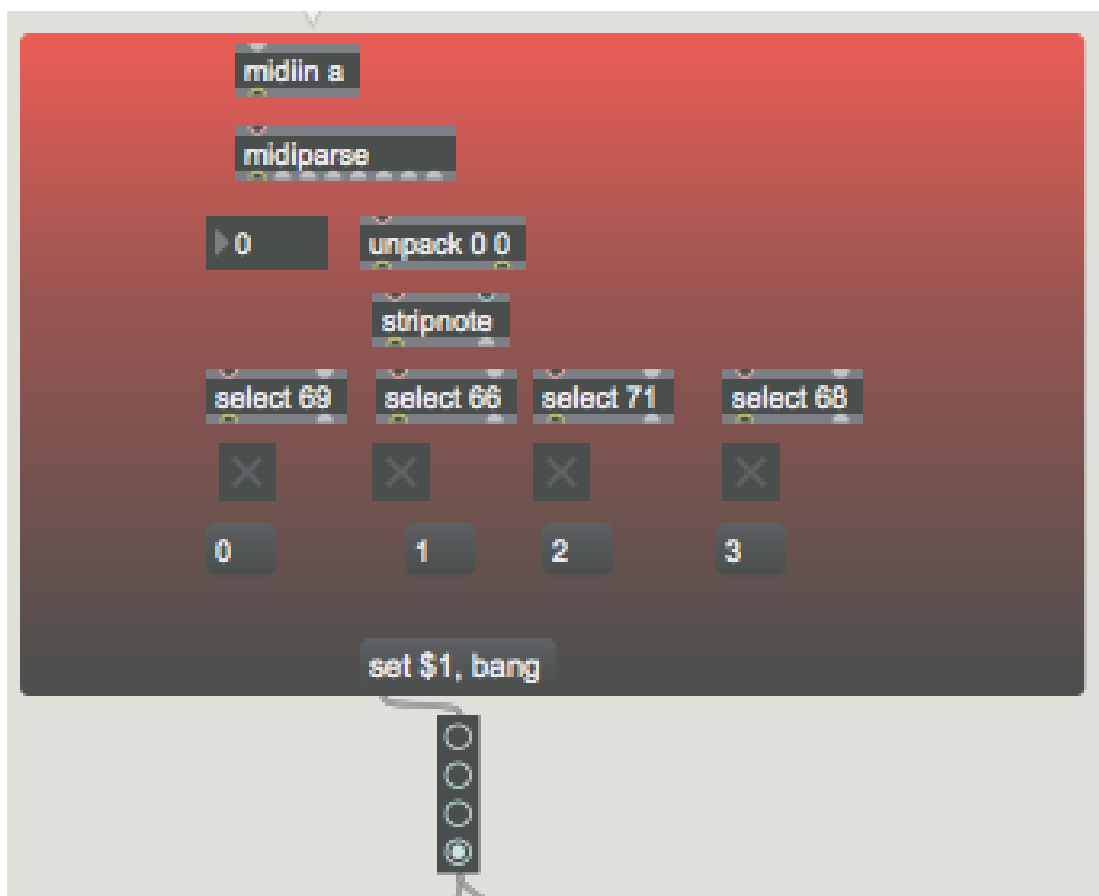 midiin a
midiparse
0
unpack 0 0
stripnote
select 69
select 66
select 71
select 68
0
1
2
3
set $1, bang